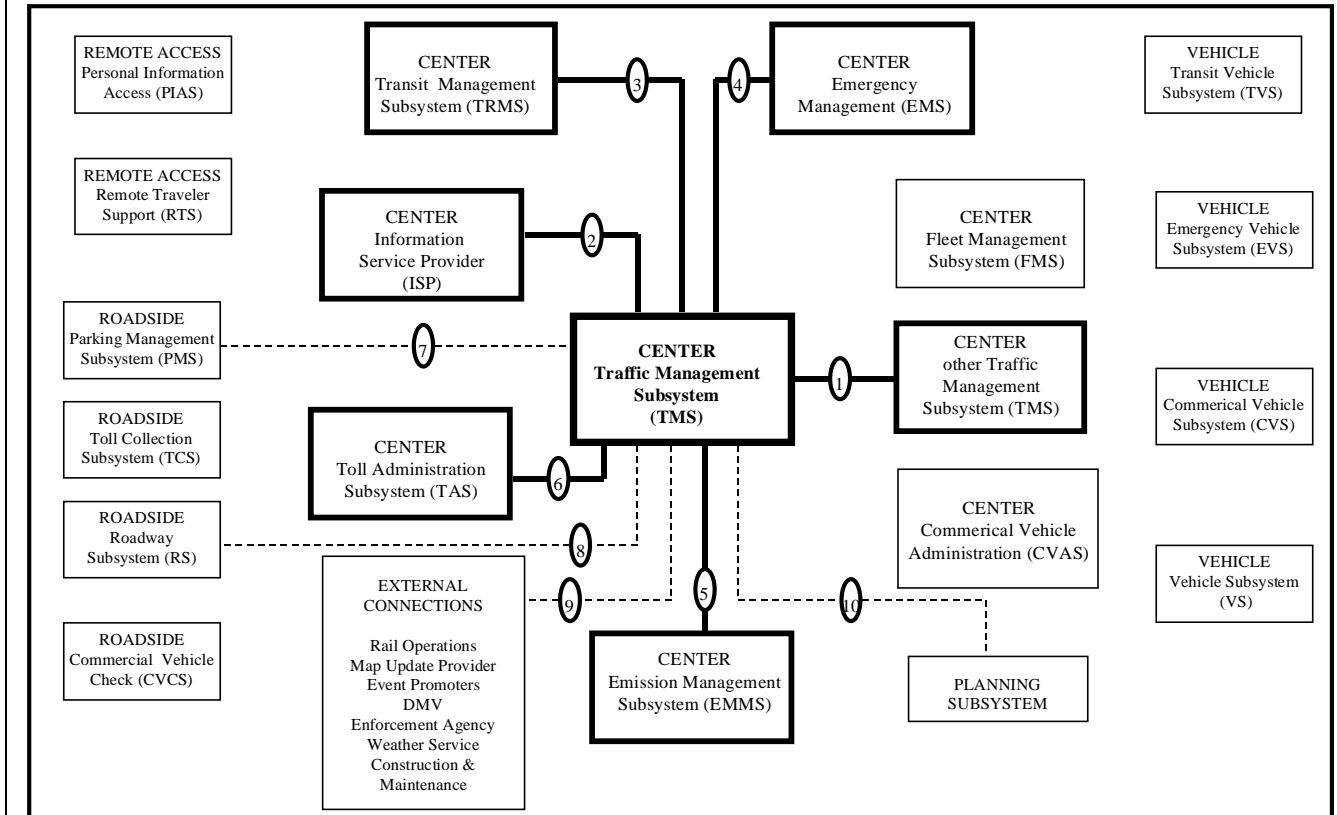 REMOTE ACCESS
Personal Information
Access (PIAS)
CENTER
Transit Management
Subsystem (TRMS)
3
4
CENTER
Emergency
Management (EMS)
VEHICLE
Transit Vehicle
Subsystem (TVS)
REMOTE ACCESS
Remote Traveler
Support (RTS)
CENTER
Information
Service Provider
(ISP)
2
CENTER
Fleet Management
Subsystem (FMS)
VEHICLE
Emergency Vehicle
Subsystem (EVS)
ROADSIDE
Parking Management
Subsystem (PMS)
7
CENTER
Traffic Management
Subsystem
(TMS)
1
CENTER
other Traffic
Management
Subsystem (TMS)
VEHICLE
Commerical Vehicle
Subsystem (CVS)
ROADSIDE
Toll Collection
Subsystem (TCS)
CENTER
Toll Administration
Subsystem (TAS)
6
CENTER
Commerical Vehicle
Administration (CVAS)
ROADSIDE
Roadway
Subsystem (RS)
8
VEHICLE
Vehicle Subsystem
(VS)
EXTERNAL
CONNECTIONS
Rail Operations
Map Update Provider
Event Promoters
DMV
Enforcement Agency
Weather Service
Construction &
Maintenance
9
5
10
ROADSIDE
Commercial Vehicle
Check (CVCS)
CENTER
Emission Management
Subsystem (EMMS)
PLANNING
SUBSYSTEM